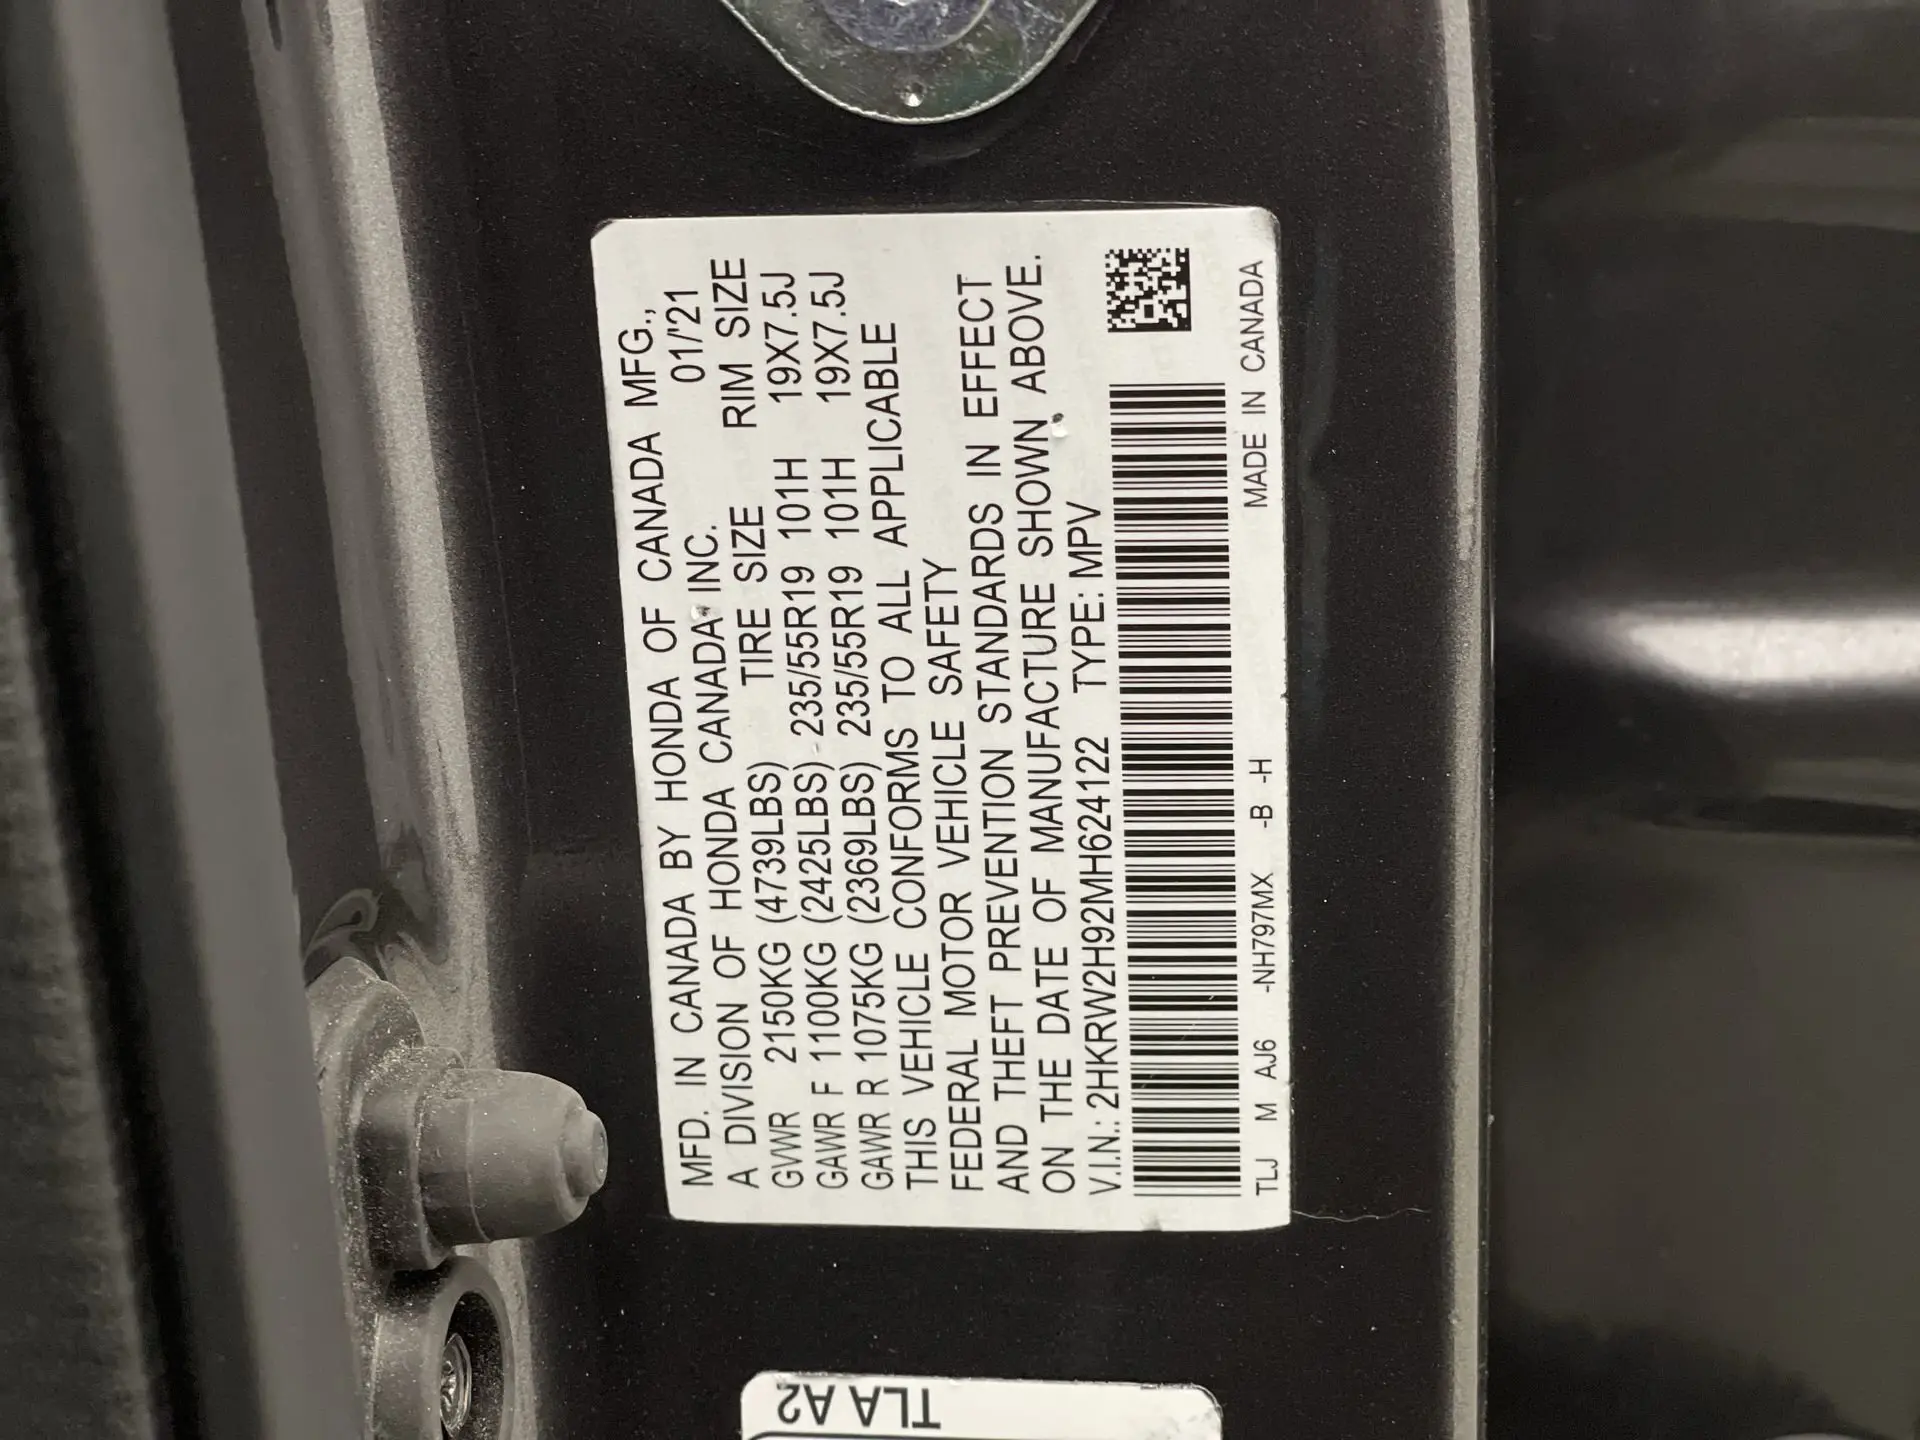 MFD. IN CANADA BY HONDA OF CANADA MFG.,
A DIVISION OF HONDA CANADA INC. 01/'21
TIRE SIZE RIM SIZE
GVWR 2150KG (4739LBS)
GAWR F 1100KG (2425LBS) 235/55R19 101H 19X7.5J
GAWR R 1075KG (2369LBS) 235/55R19 101H 19X7.5J
THIS VEHICLE CONFORMS TO ALL APPLICABLE
FEDERAL MOTOR VEHICLE SAFETY
AND THEFT PREVENTION STANDARDS IN EFFECT
ON THE DATE OF MANUFACTURE SHOWN ABOVE.
V.I.N.: 2HKRW2H92MH624122 TYPE: MPV
MADE IN CANADA
TLJ M AJ6 -NH797MX -B -H
TLA A2